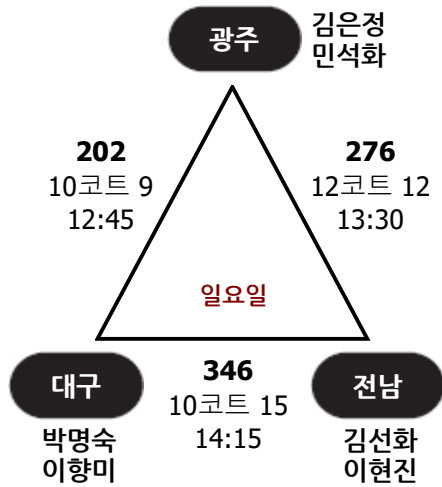 광주
김은정
민석화
202
10코트 9
12:45
276
12코트 12
13:30
일요일
대구
박명숙
이향미
346
10코트 15
14:15
전남
김선화
이현진